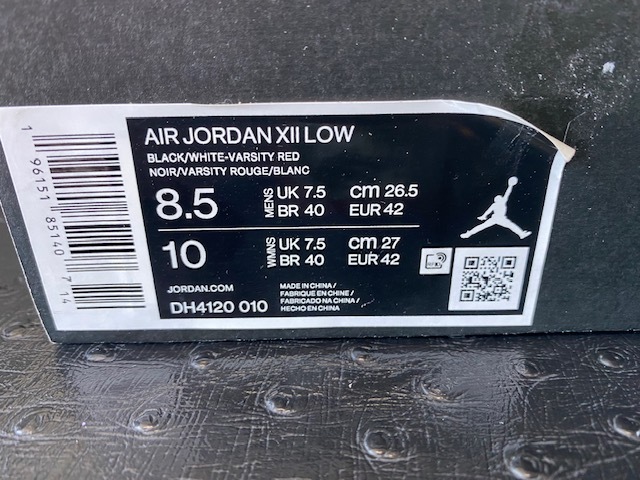 AIR JORDAN XII LOW
BLACK/WHITE-VARSITY RED
NOIR/VARSITY ROUGE/BLANC
8.5 MENS UK 7.5 cm 26.5
BR 40 EUR 42
10 WMNS UK 7.5 cm 27
BR 40 EUR 42
JORDAN.COM
DH4120 010
MADE IN CHINA /
FABRIQUE EN CHINE /
FABRICADO NA CHINA /
HECHO EN CHINA
1 96151 85140 714